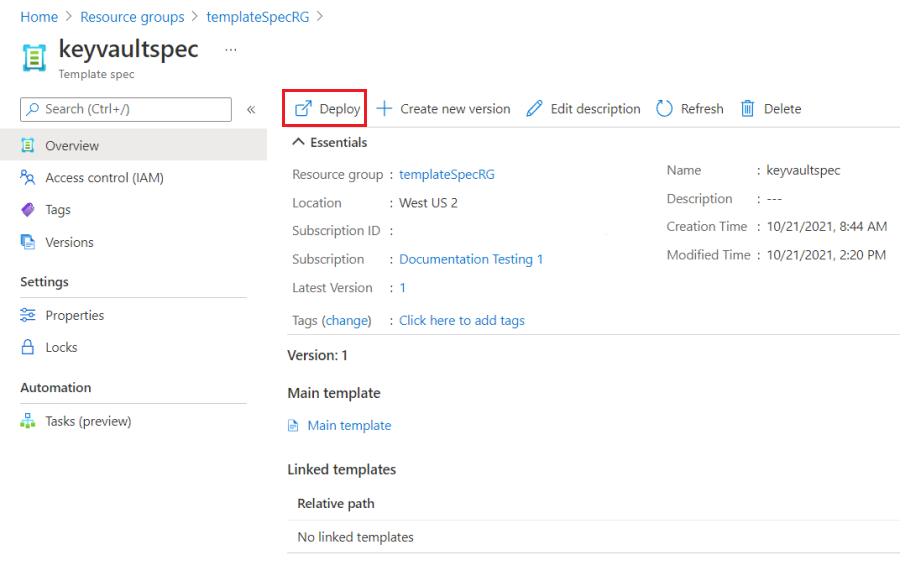 Home > Resource groups > templateSpecRG >
keyvaultspec ...
Template spec
Search (Ctrl+/) «
Overview
Access control (IAM)
Tags
Versions
Settings
Properties
Locks
Automation
Tasks (preview)
Deploy Create new version Edit description Refresh Delete
Essentials
Resource group : templateSpecRG
Location : West US 2
Subscription ID :
Subscription : Documentation Testing 1
Latest Version : 1
Tags (change) : Click here to add tags
Name : keyvaultspec
Description : ---
Creation Time : 10/21/2021, 8:44 AM
Modified Time : 10/21/2021, 2:20 PM
Version: 1
Main template
Main template
Linked templates
Relative path
No linked templates